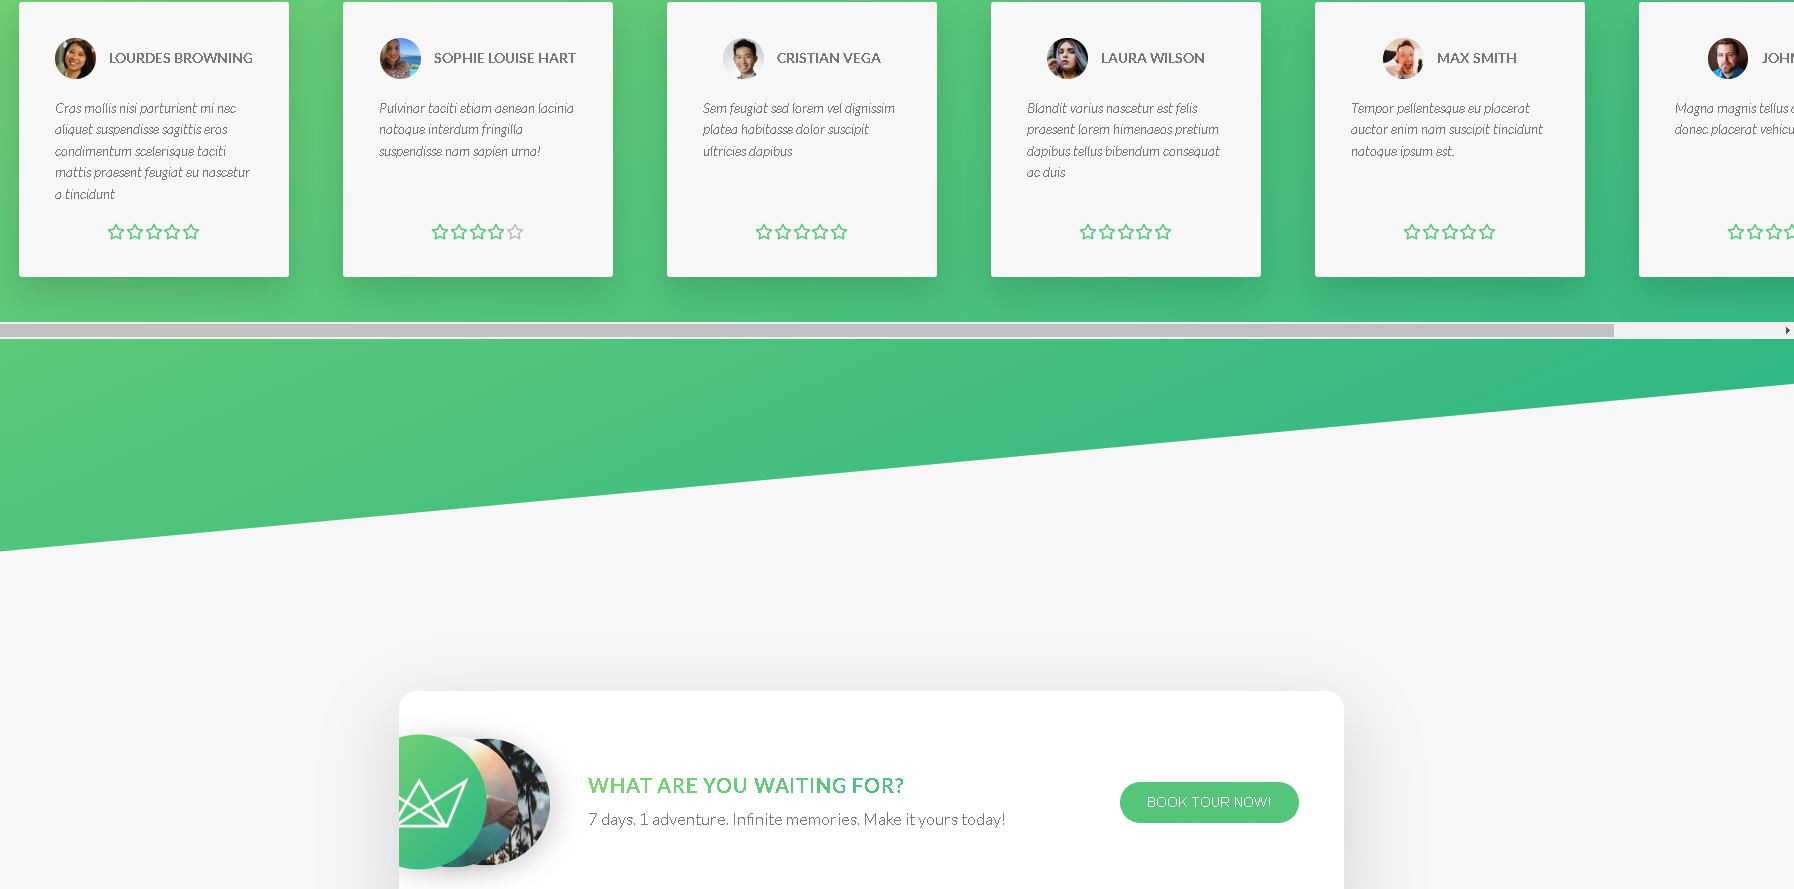 LOURDES BROWNING
Cras mollis nisi parturient mi nec
aliquet suspendisse sagittis eros
condimentum scelerisque taciti
mattis praesent feugiat eu nascetur
a tincidunt
SOPHIE LOUISE HART
Pulvinar taciti etiam aenean lacinia
natoque interdum fringilla
suspendisse nam sapien urna!
CRISTIAN VEGA
Sem feugiat sed lorem vel dignissim
platea habitasse dolor suscipit
ultricies dapibus
LAURA WILSON
Blandit varius nascetur est felis
praesent lorem himenaeos pretium
dapibus tellus bibendum consequat
ac duis
MAX SMITH
Tempor pellentesque eu placerat
auctor enim nam suscipit tincidunt
natoque ipsum est.
Magna magnis tellus
donec placerat
WHAT ARE YOU WAITING FOR?
7 days. 1 adventure. Infinite memories. Make it yours today!
BOOK TOUR NOW!